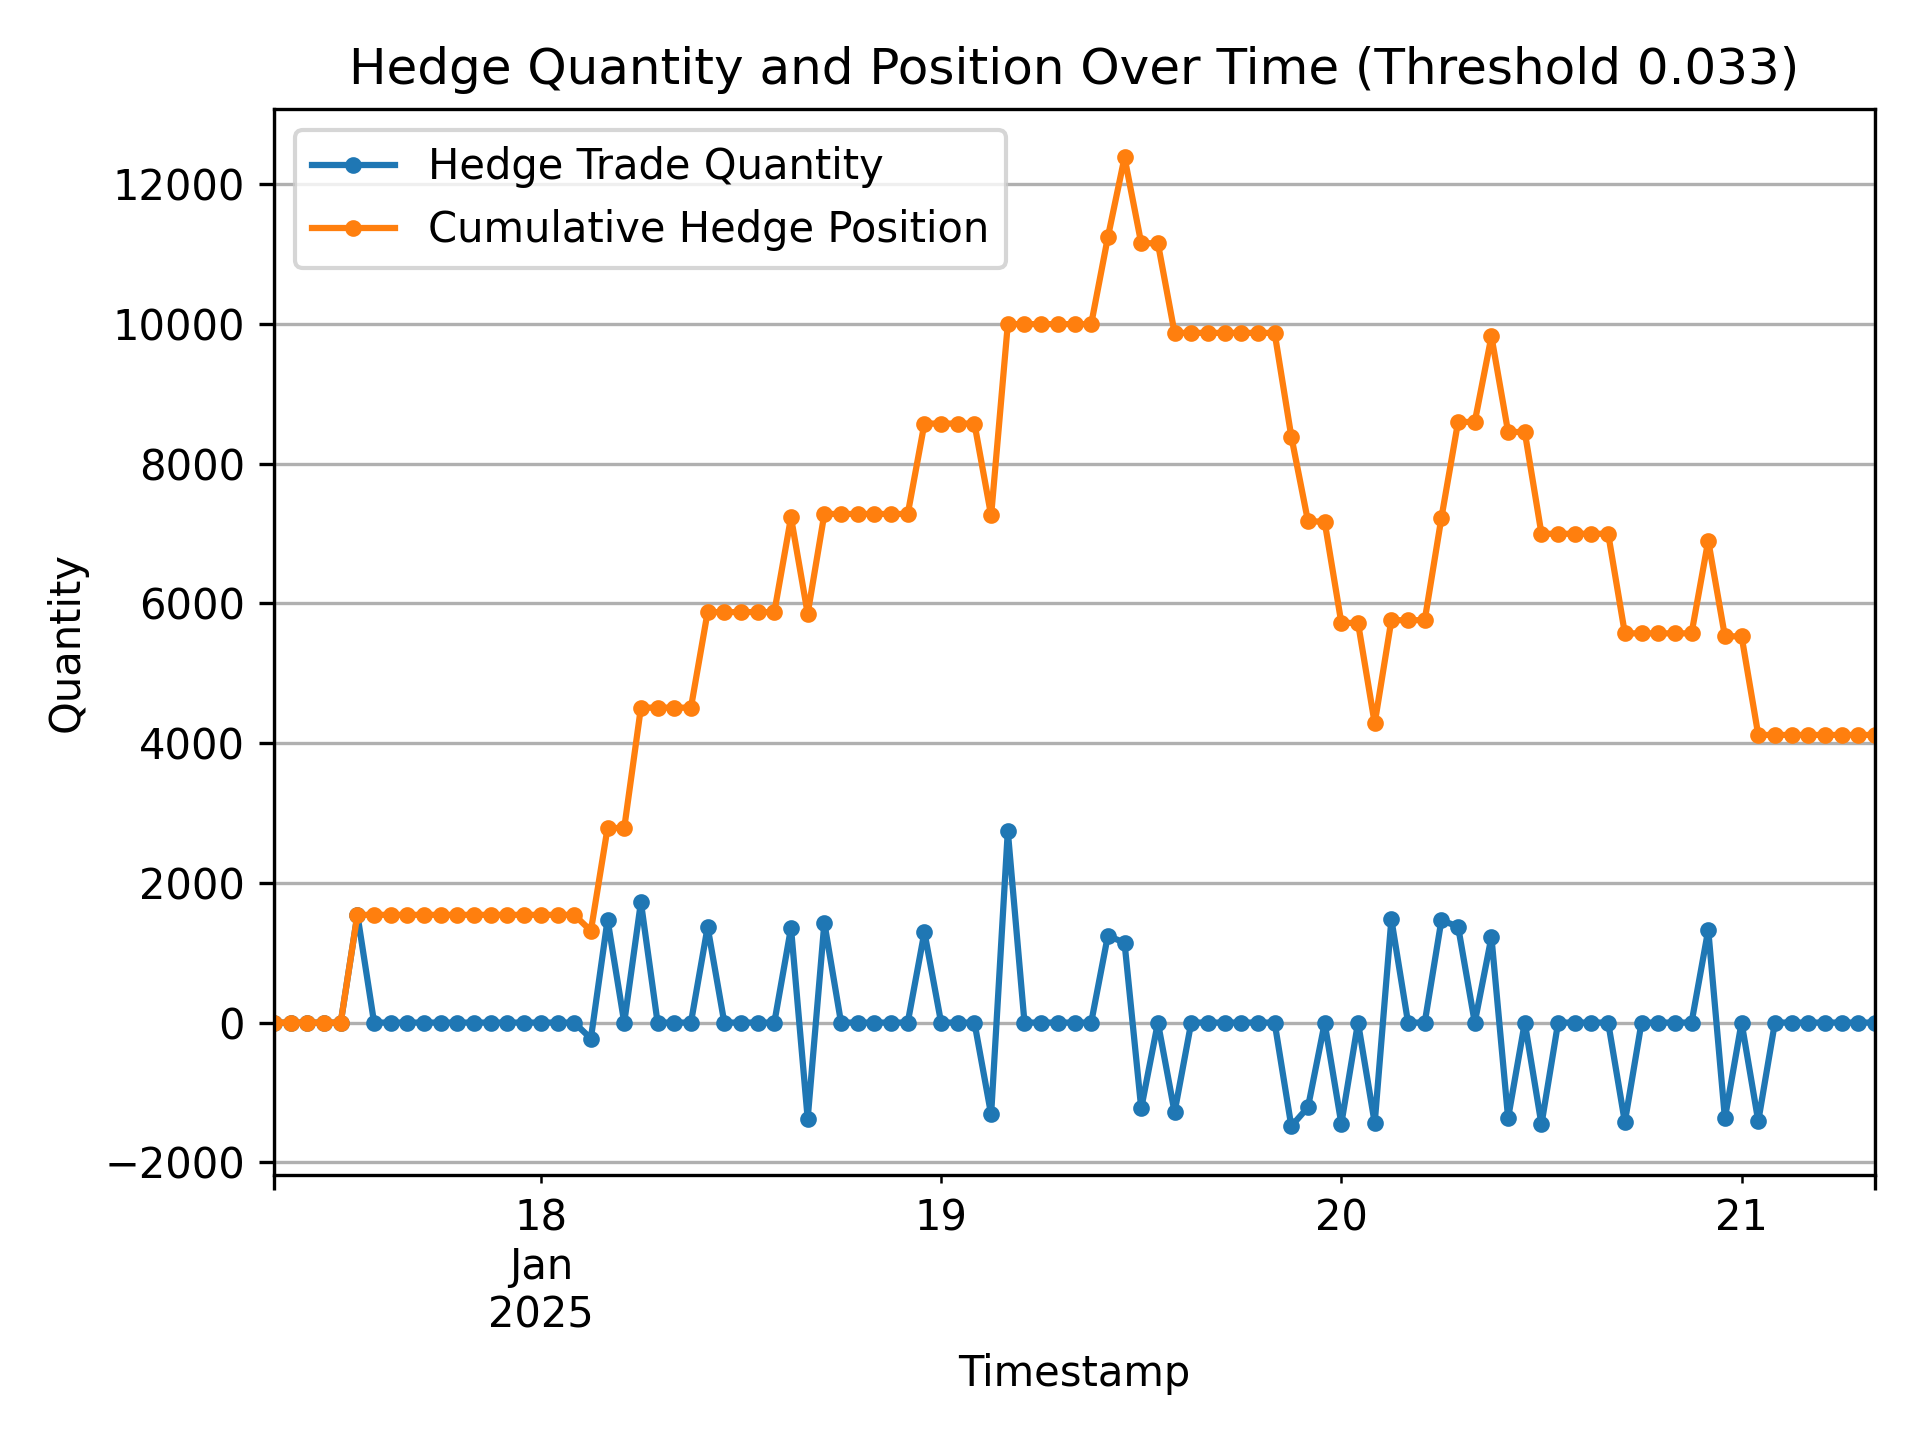 Hedge Quantity and Position Over Time (Threshold 0.033)
Hedge Trade Quantity
Cumulative Hedge Position
12000
10000
8000
6000
4000
2000
0
−2000
Quantity
18
Jan
2025
19
20
21
Timestamp